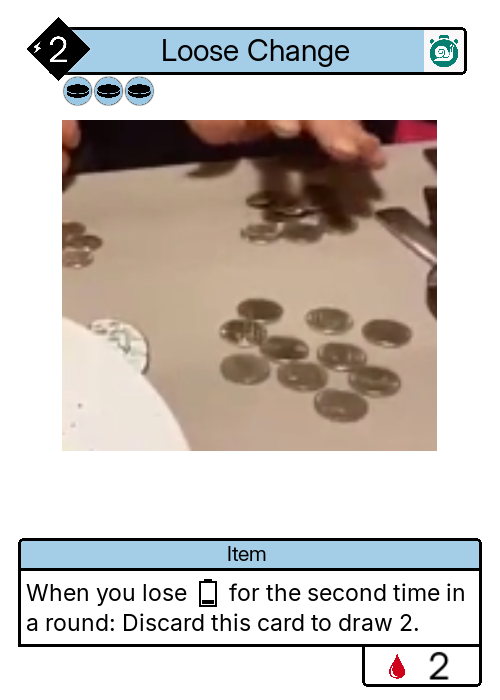 2
Loose Change
Item
When you lose for the second time in
a round: Discard this card to draw 2.
2